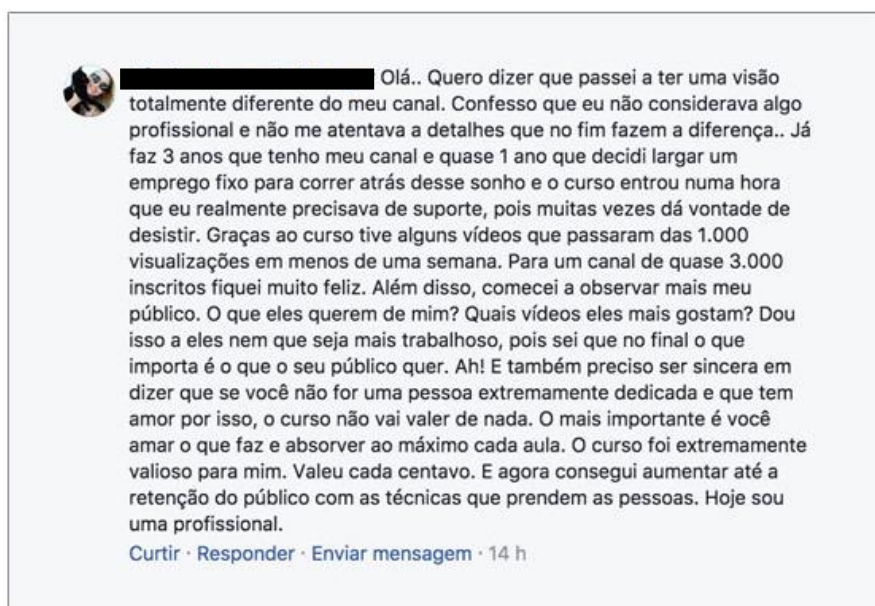 Olá.. Quero dizer que passei a ter uma visão
totalmente diferente do meu canal. Confesso que eu não considerava algo
profissional e não me atentava a detalhes que no fim fazem a diferença.. Já
faz 3 anos que tenho meu canal e quase 1 ano que decidi largar um
emprego fixo para correr atrás desse sonho e o curso entrou numa hora
que eu realmente precisava de suporte, pois muitas vezes dá vontade de
desistir. Graças ao curso tive alguns vídeos que passaram das 1.000
visualizações em menos de uma semana. Para um canal de quase 3.000
inscritos fiquei muito feliz. Além disso, comecei a observar mais meu
público. O que eles querem de mim? Quais vídeos eles mais gostam? Dou
isso a eles nem que seja mais trabalhoso, pois sei que no final o que
importa é o que o seu público quer. Ah! E também preciso ser sincera em
dizer que se você não for uma pessoa extremamente dedicada e que tem
amor por isso, o curso não vai valer de nada. O mais importante é você
amar o que faz e absorver ao máximo cada aula. O curso foi extremamente
valioso para mim. Valeu cada centavo. E agora consegui aumentar até a
retenção do público com as técnicas que prendem as pessoas. Hoje sou
uma profissional.
Curtir · Responder · Enviar mensagem · 14 h